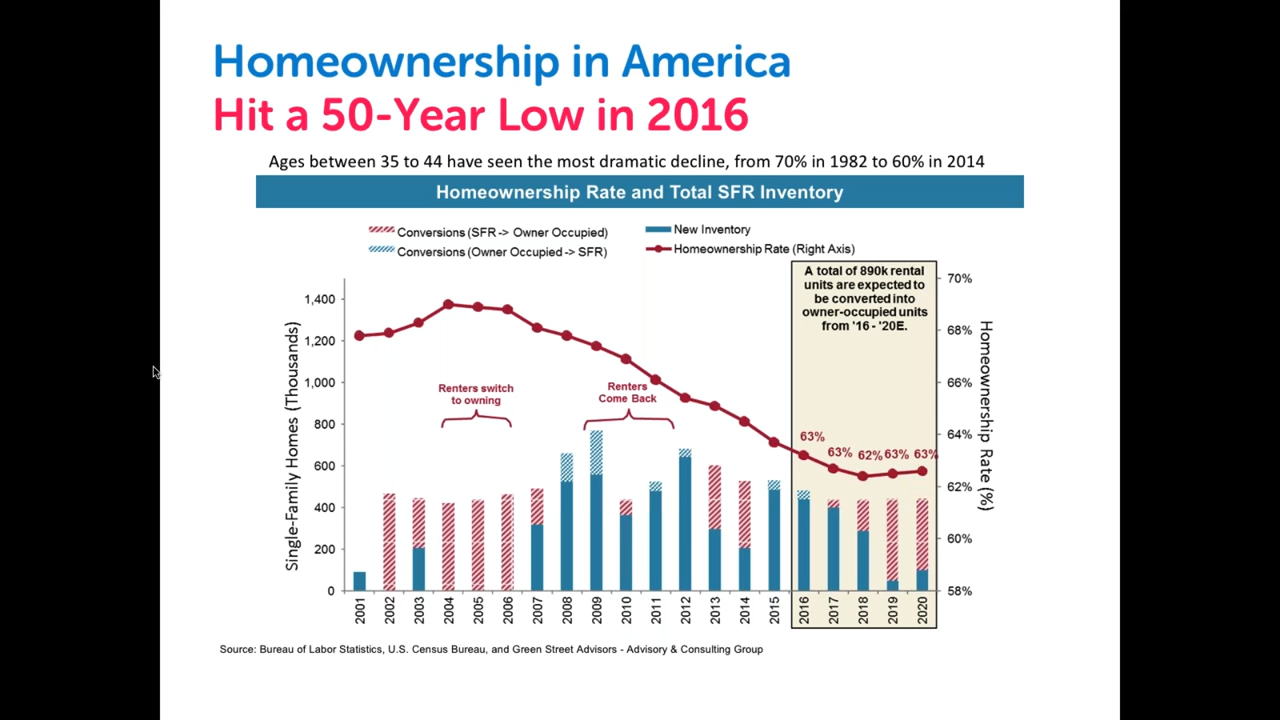 Homeownership in America
Hit a 50-Year Low in 2016
Ages between 35 to 44 have seen the most dramatic decline, from 70% in 1982 to 60% in 2014
Homeownership Rate and Total SFR Inventory
Conversions (SFR -> Owner Occupied)
New Inventory
Conversions (Owner Occupied -> SFR)
Homeownership Rate (Right Axis)
A total of 890k rental
units are expected to
be converted into
owner-occupied units
from '16 - '20E.
Single-Family Homes (Thousands)
1,400
1,200
1,000
800
600
400
200
0
Renters switch
to owning
Renters
Come Back
63%
63%
62%
63%
63%
70%
68%
66%
64%
62%
60%
58%
Homeownership Rate (%)
2001
2002
2003
2004
2005
2006
2007
2008
2009
2010
2011
2012
2013
2014
2015
2016
2017
2018
2019
2020
Source: Bureau of Labor Statistics, U.S. Census Bureau, and Green Street Advisors - Advisory & Consulting Group